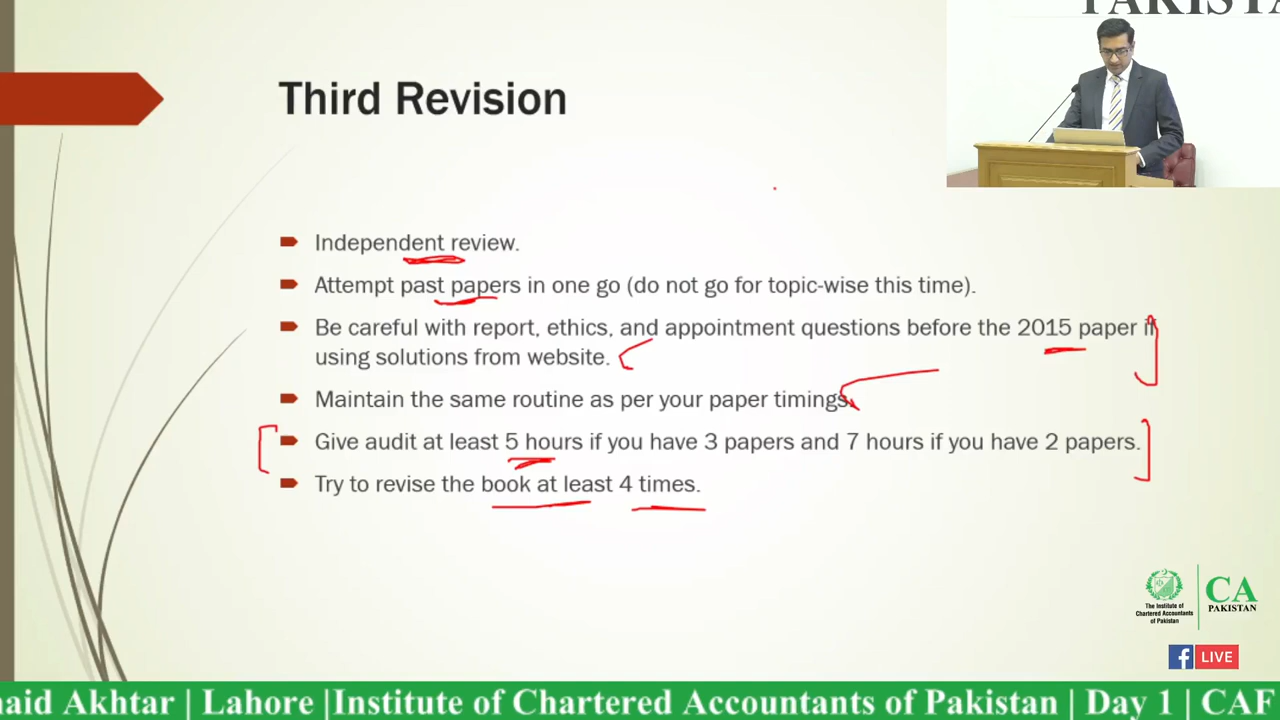 PAKISTA
Third Revision
Independent review.
Attempt past papers in one go (do not go for topic-wise this time).
Be careful with report, ethics, and appointment questions before the 2015 paper if
using solutions from website.
Maintain the same routine as per your paper timings.
Give audit at least 5 hours if you have 3 papers and 7 hours if you have 2 papers.
Try to revise the book at least 4 times.
The Institute of
Chartered Accountants
of Pakistan
CA
PAKISTAN
f LIVE
naid Akhtar | Lahore |Institute of Chartered Accountants of Pakistan | Day 1 | CAF